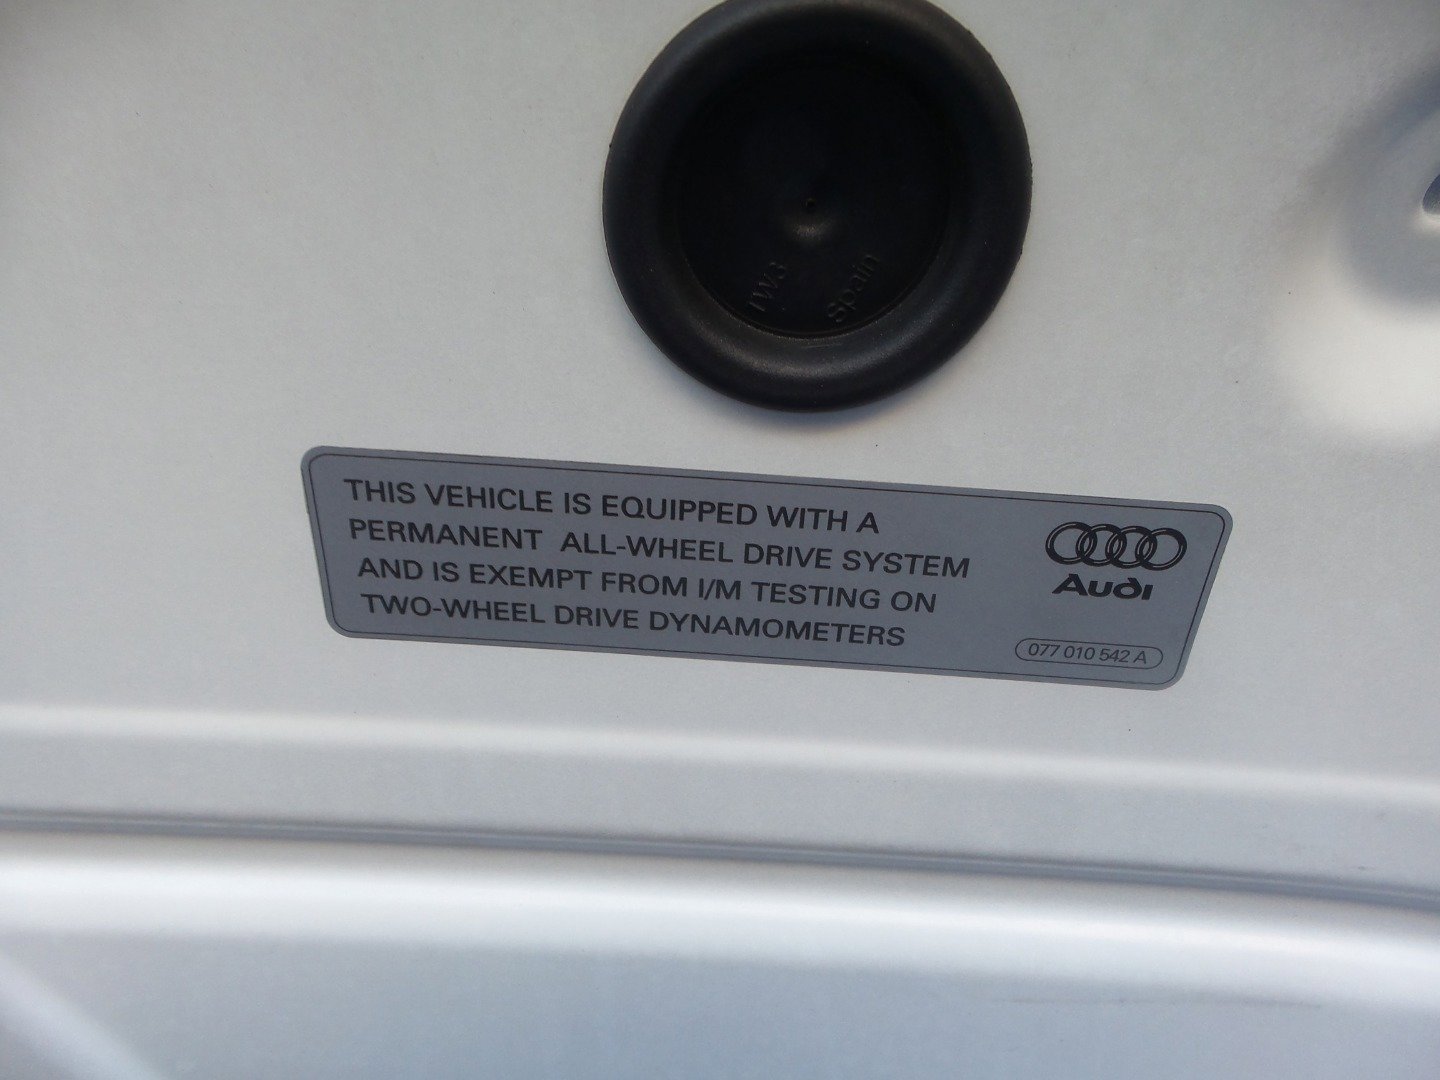 TW3
Spain
THIS VEHICLE IS EQUIPPED WITH A
PERMANENT ALL-WHEEL DRIVE SYSTEM
AND IS EXEMPT FROM I/M TESTING ON
TWO-WHEEL DRIVE DYNAMOMETERS
Audi
077 010 542 A